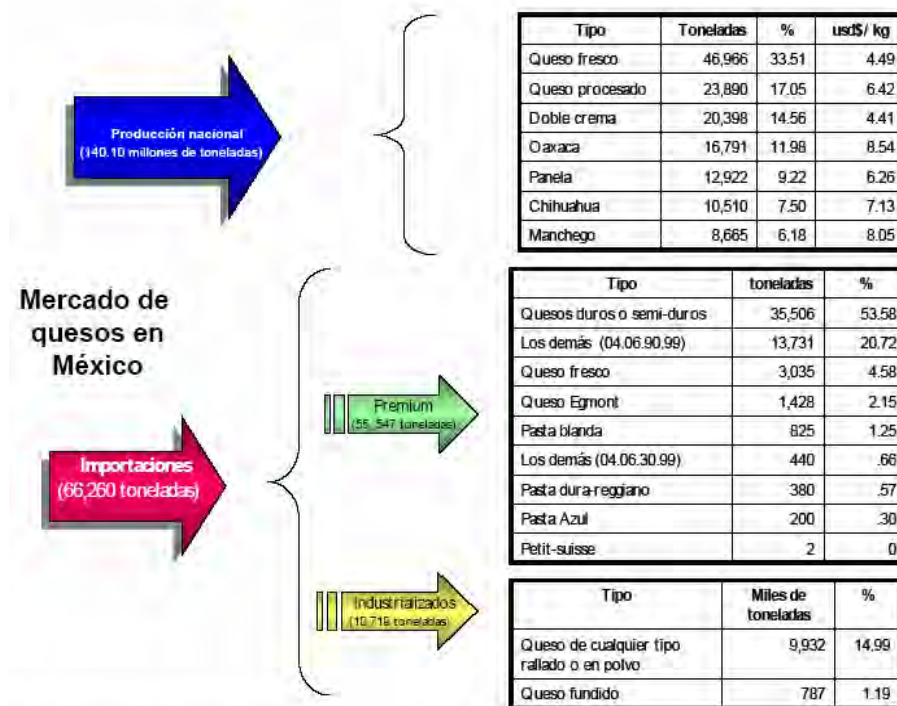 Tipo Toneladas % usd$/ kg
Queso fresco 46,966 33.51 4.49
Queso procesado 23,890 17.05 6.42
Doble crema 20,398 14.56 4.41
Oaxaca 16,791 11.98 8.54
Panela 12,922 9.22 6.26
Chihuahua 10,510 7.50 7.13
Manchego 8,665 6.18 8.05
Producción nacional
(140.10 millones de toneladas)
Mercado de
quesos en
México
Importaciones
(66,260 toneladas)
Premium
(55,547 toneladas)
Tipo toneladas %
Quesos duros o semi-duros 35,506 53.58
Los demás (04.06.90.99) 13,731 20.72
Queso fresco 3,035 4.58
Queso Egmont 1,428 2.15
Pasta blanda 825 1.25
Los demás (04.06.30.99) 440 .66
Pasta dura-reggiano 380 .57
Pasta Azul 200 .30
Petit-suisse 2 0
Industrializados
(10,719 toneladas)
Tipo Miles de
toneladas %
Queso de cualquier tipo
rallado o en polvo 9,932 14.99
Queso fundido 787 1.19